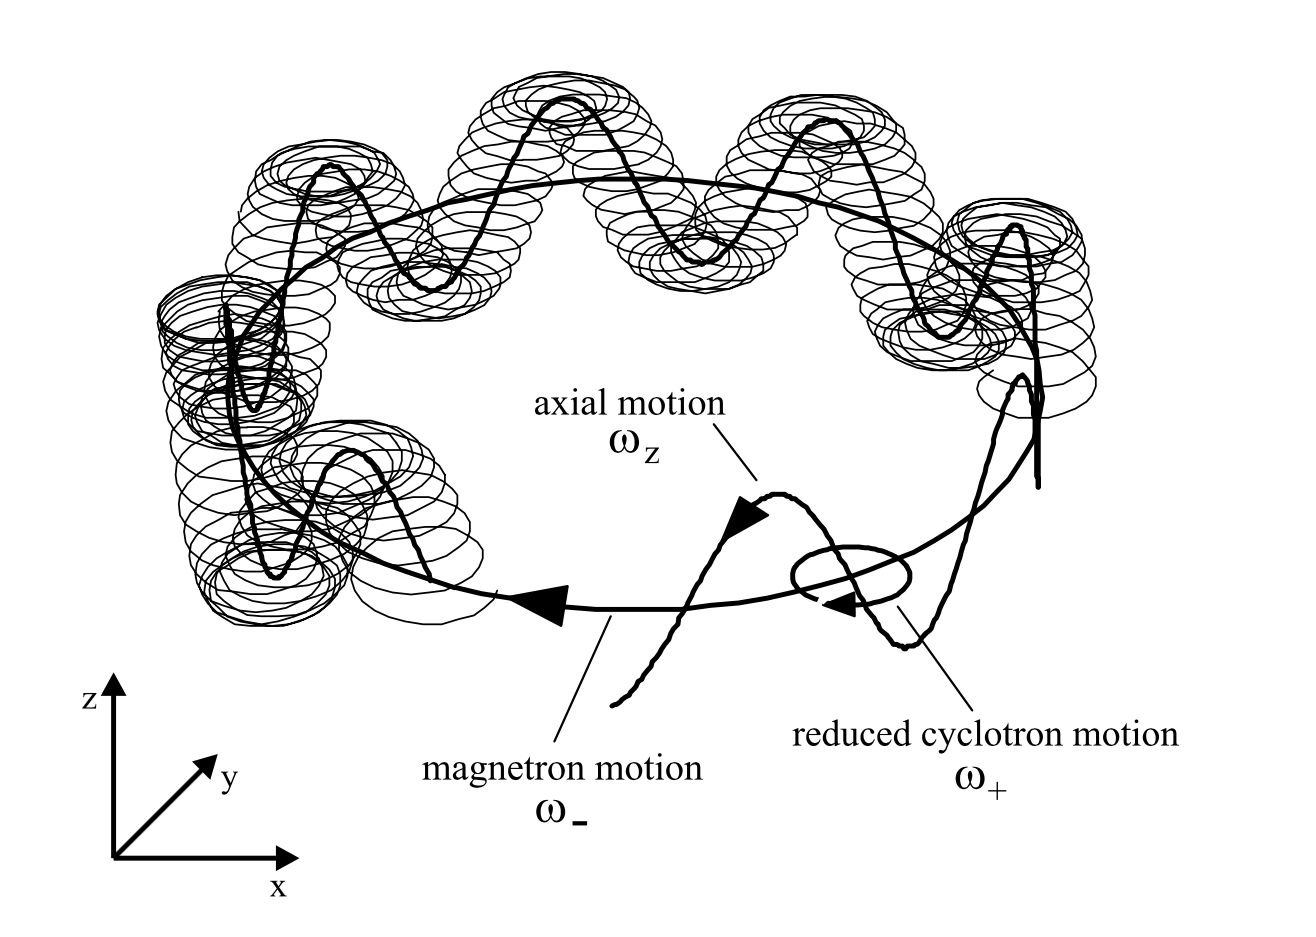 axial motion
ωz
z
y
x
magnetron motion
ω-
reduced cyclotron motion
ω+